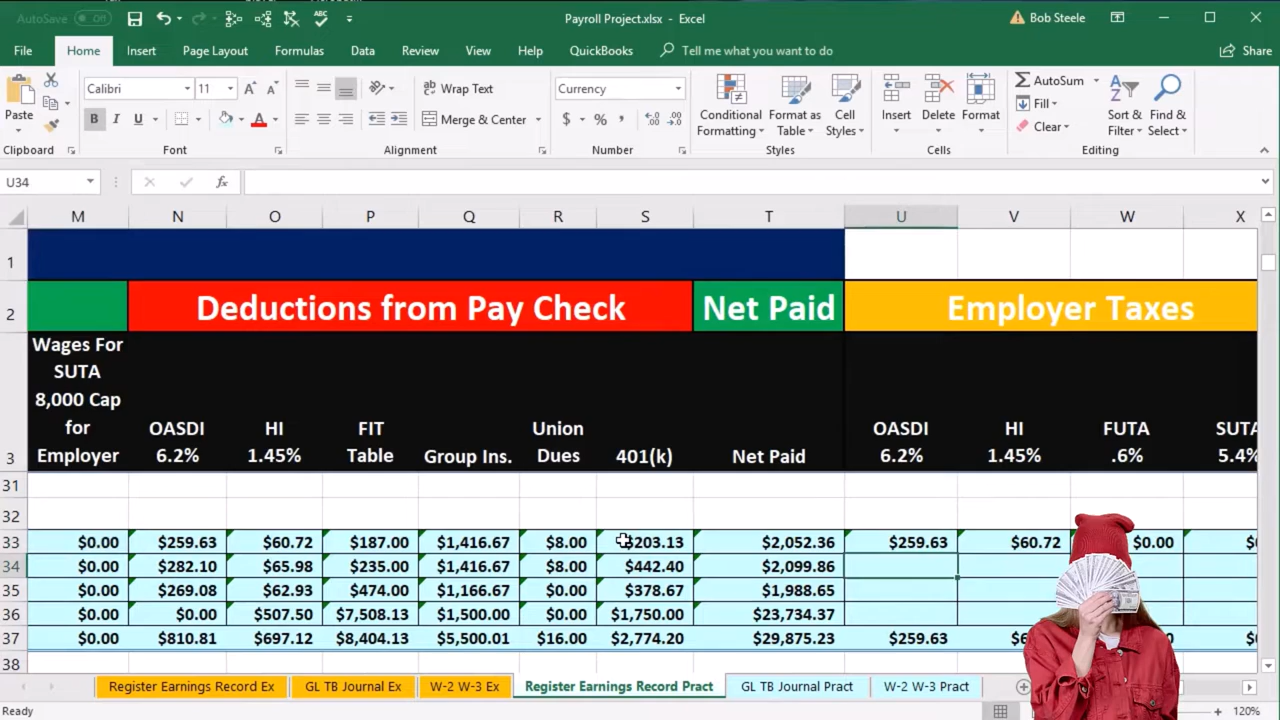 AutoSave Off
Payroll Project.xlsx - Excel
Bob Steele
File Home Insert Page Layout Formulas Data Review View Help QuickBooks Tell me what you want to do Share
Calibri 11 Wrap Text Currency Conditional Format as Cell Insert Delete Format AutoSum Sort & Find &
Paste B I U Merge & Center $ % , Formatting Table Styles Fill Filter Select
Clear
Clipboard Font Alignment Number Styles Cells Editing
U34 fx
M N O P Q R S T U V W X
1
2 Deductions from Pay Check Net Paid Employer Taxes
Wages For
SUTA
8,000 Cap
for OASDI HI FIT Union OASDI HI FUTA
3 Employer 6.2% 1.45% Table Group Ins. Dues 401(k) Net Paid 6.2% 1.45% .6% 5.4%
31
32
33 $0.00 $259.63 $60.72 $187.00 $1,416.67 $8.00 $203.13 $2,052.36 $259.63 $60.72 $0.00
34 $0.00 $282.10 $65.98 $235.00 $1,416.67 $8.00 $442.40 $2,099.86
35 $0.00 $269.08 $62.93 $474.00 $1,166.67 $0.00 $378.67 $1,988.65
36 $0.00 $0.00 $507.50 $7,508.13 $1,500.00 $0.00 $1,750.00 $23,734.37
37 $0.00 $810.81 $697.12 $8,404.13 $5,500.01 $16.00 $2,774.20 $29,875.23 $259.63
38
Register Earnings Record Ex GL TB Journal Ex W-2 W-3 Ex Register Earnings Record Pract GL TB Journal Pract W-2 W-3 Pract
Ready 120%